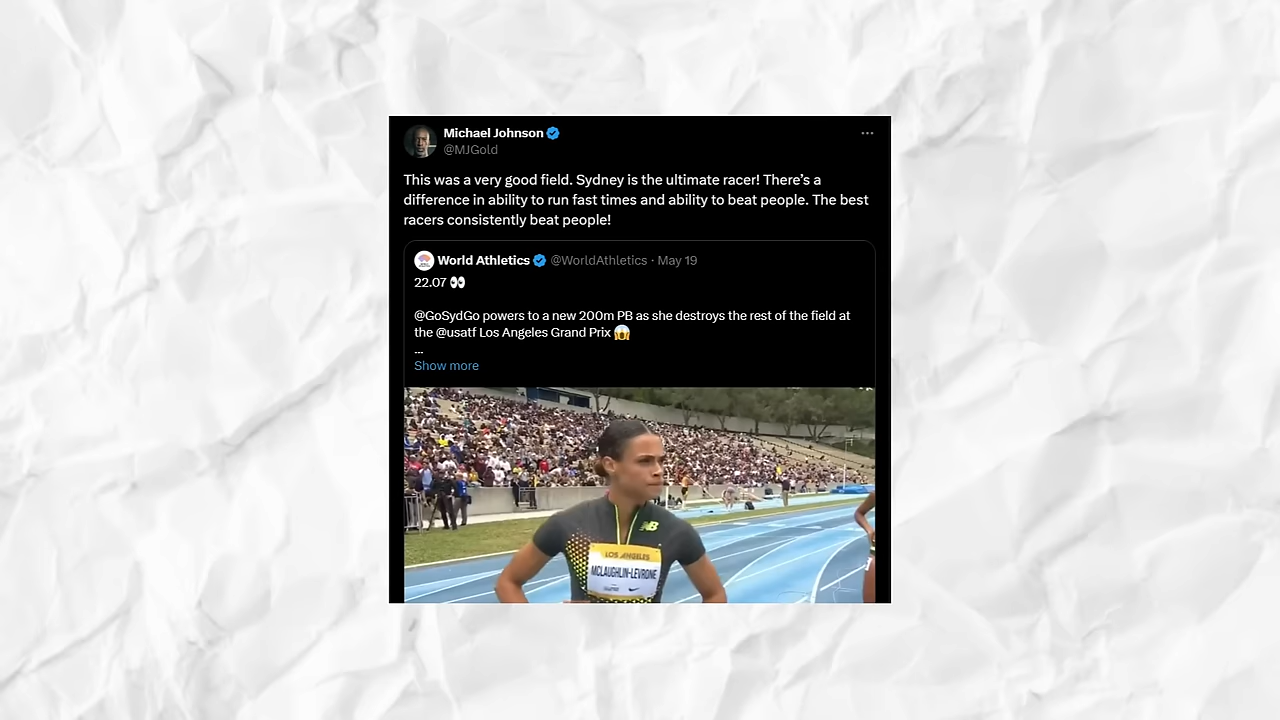 Michael Johnson
@MJGold
This was a very good field. Sydney is the ultimate racer! There’s a
difference in ability to run fast times and ability to beat people. The best
racers consistently beat people!
World Athletics @WorldAthletics · May 19
22.07 👀
@GoSydGo powers to a new 200m PB as she destroys the rest of the field at
the @usatf Los Angeles Grand Prix 😱
...
Show more
NB
LOS ANGELES
MCLAUGHLIN-LEVRONE